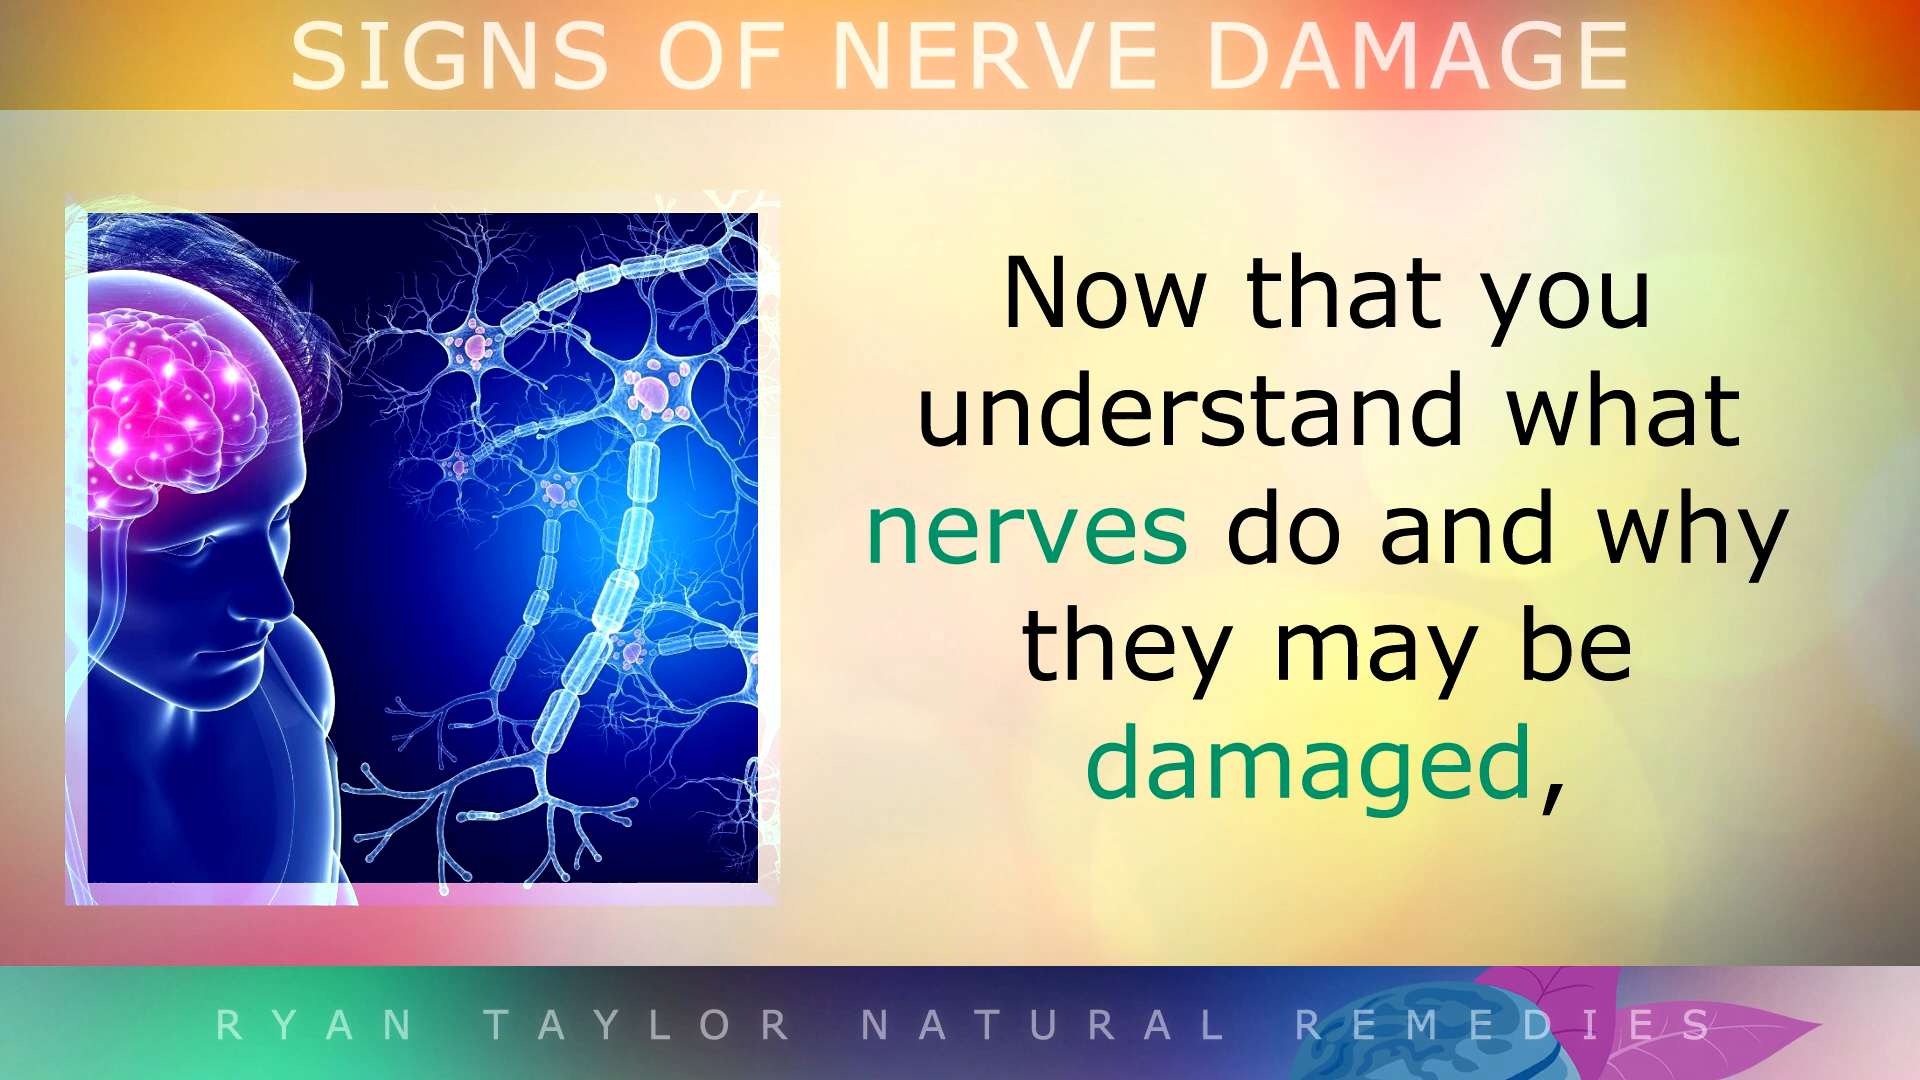 SIGNS OF NERVE DAMAGE
Now that you
understand what
nerves do and why
they may be
damaged,
RYAN TAYLOR NATURAL REMEDIES